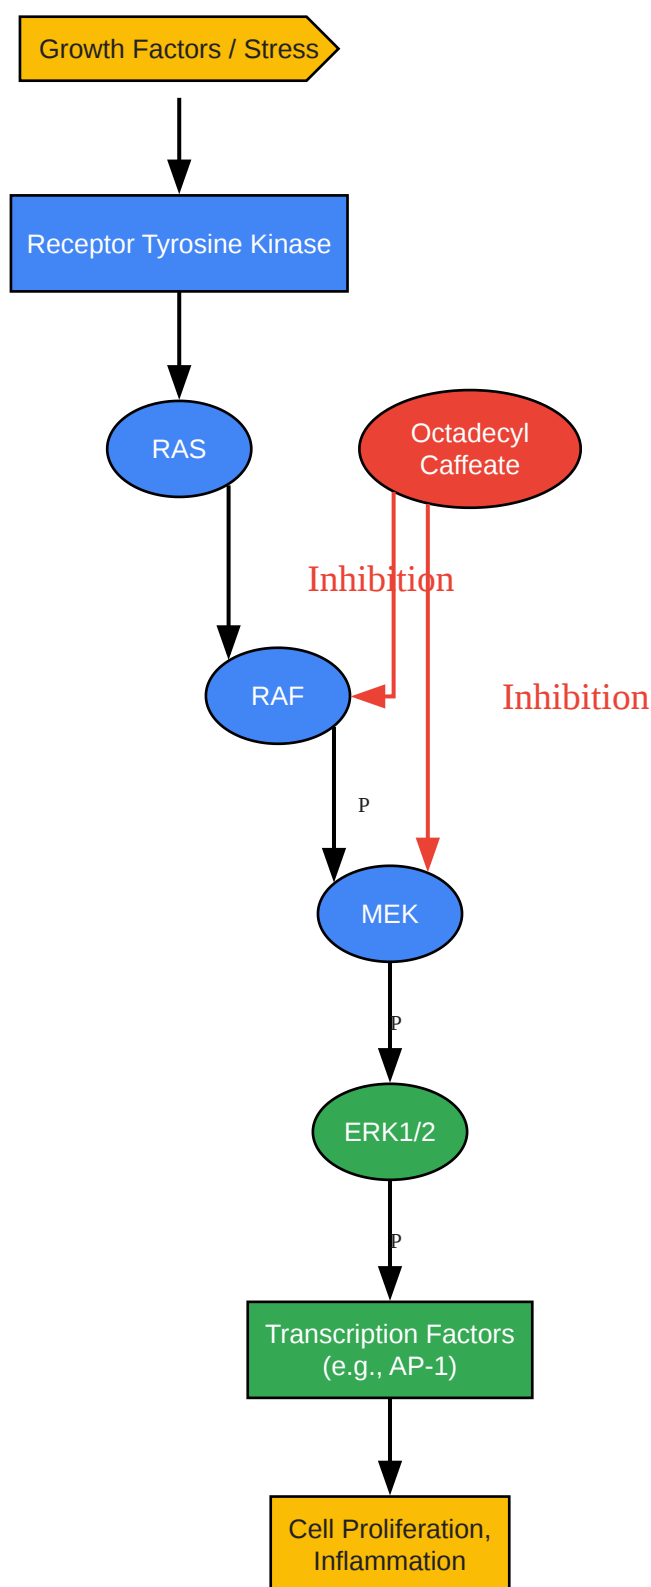 Growth Factors / Stress
Receptor Tyrosine Kinase
RAS
Octadecyl
Caffeate
Inhibition
RAF
Inhibition
P
MEK
P
ERK1/2
P
Transcription Factors
(e.g., AP-1)
Cell Proliferation,
Inflammation